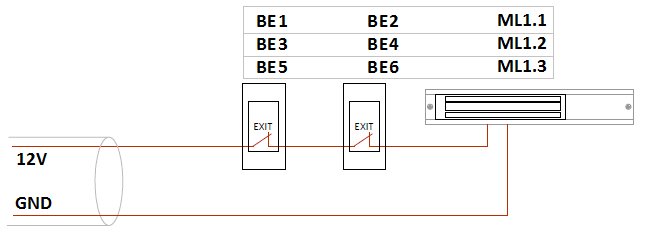 BE1 BE2 ML1.1
BE3 BE4 ML1.2
BE5 BE6 ML1.3
EXIT EXIT
12V
GND